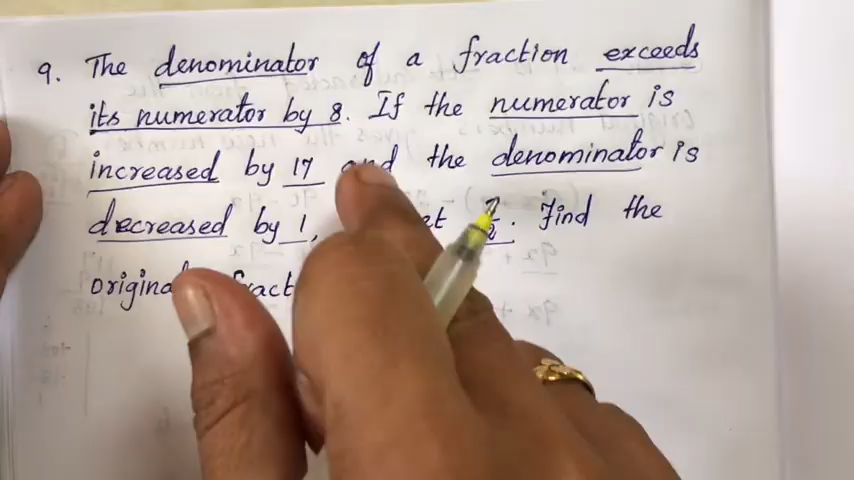 9. The denominator of a fraction exceeds
its numerator by 8. If the numerator is
increased by 17 and the denominator is
decreased by 1, Find the
original